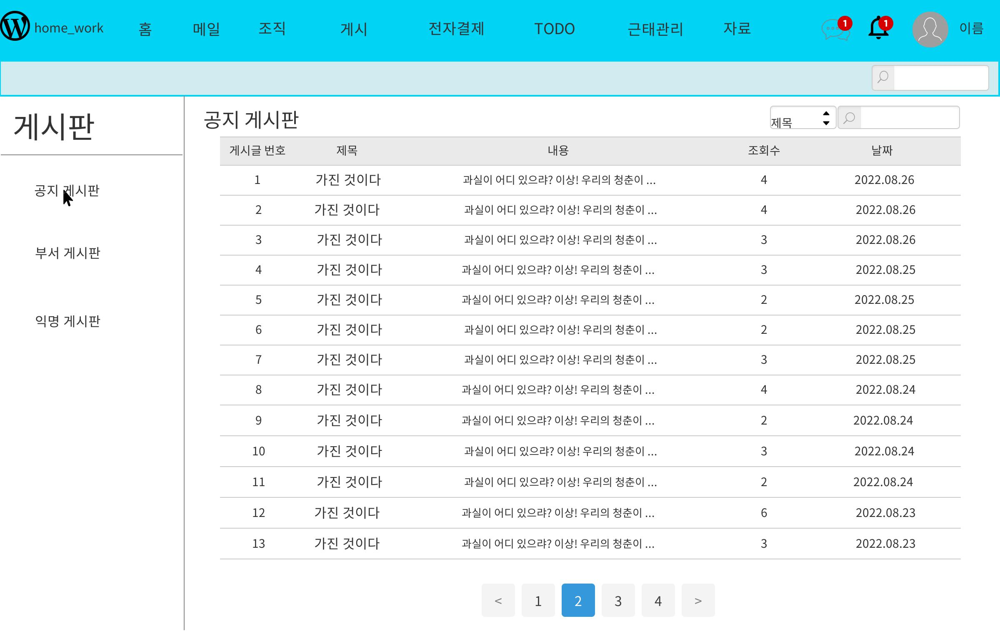 home_work 홈 메일 조직 게시 전자결제 TODO 근태관리 자료 1 1 이름
게시판
공지 게시판
부서 게시판
익명 게시판
공지 게시판 제목
게시글 번호 제목 내용 조회수 날짜
1 가진 것이다 과실이 어디 있으랴? 이상! 우리의 청춘이 ... 4 2022.08.26
2 가진 것이다 과실이 어디 있으랴? 이상! 우리의 청춘이 ... 4 2022.08.26
3 가진 것이다 과실이 어디 있으랴? 이상! 우리의 청춘이 ... 3 2022.08.26
4 가진 것이다 과실이 어디 있으랴? 이상! 우리의 청춘이 ... 3 2022.08.25
5 가진 것이다 과실이 어디 있으랴? 이상! 우리의 청춘이 ... 2 2022.08.25
6 가진 것이다 과실이 어디 있으랴? 이상! 우리의 청춘이 ... 2 2022.08.25
7 가진 것이다 과실이 어디 있으랴? 이상! 우리의 청춘이 ... 3 2022.08.25
8 가진 것이다 과실이 어디 있으랴? 이상! 우리의 청춘이 ... 4 2022.08.24
9 가진 것이다 과실이 어디 있으랴? 이상! 우리의 청춘이 ... 2 2022.08.24
10 가진 것이다 과실이 어디 있으랴? 이상! 우리의 청춘이 ... 3 2022.08.24
11 가진 것이다 과실이 어디 있으랴? 이상! 우리의 청춘이 ... 2 2022.08.24
12 가진 것이다 과실이 어디 있으랴? 이상! 우리의 청춘이 ... 6 2022.08.23
13 가진 것이다 과실이 어디 있으랴? 이상! 우리의 청춘이 ... 3 2022.08.23
< 1 2 3 4 >